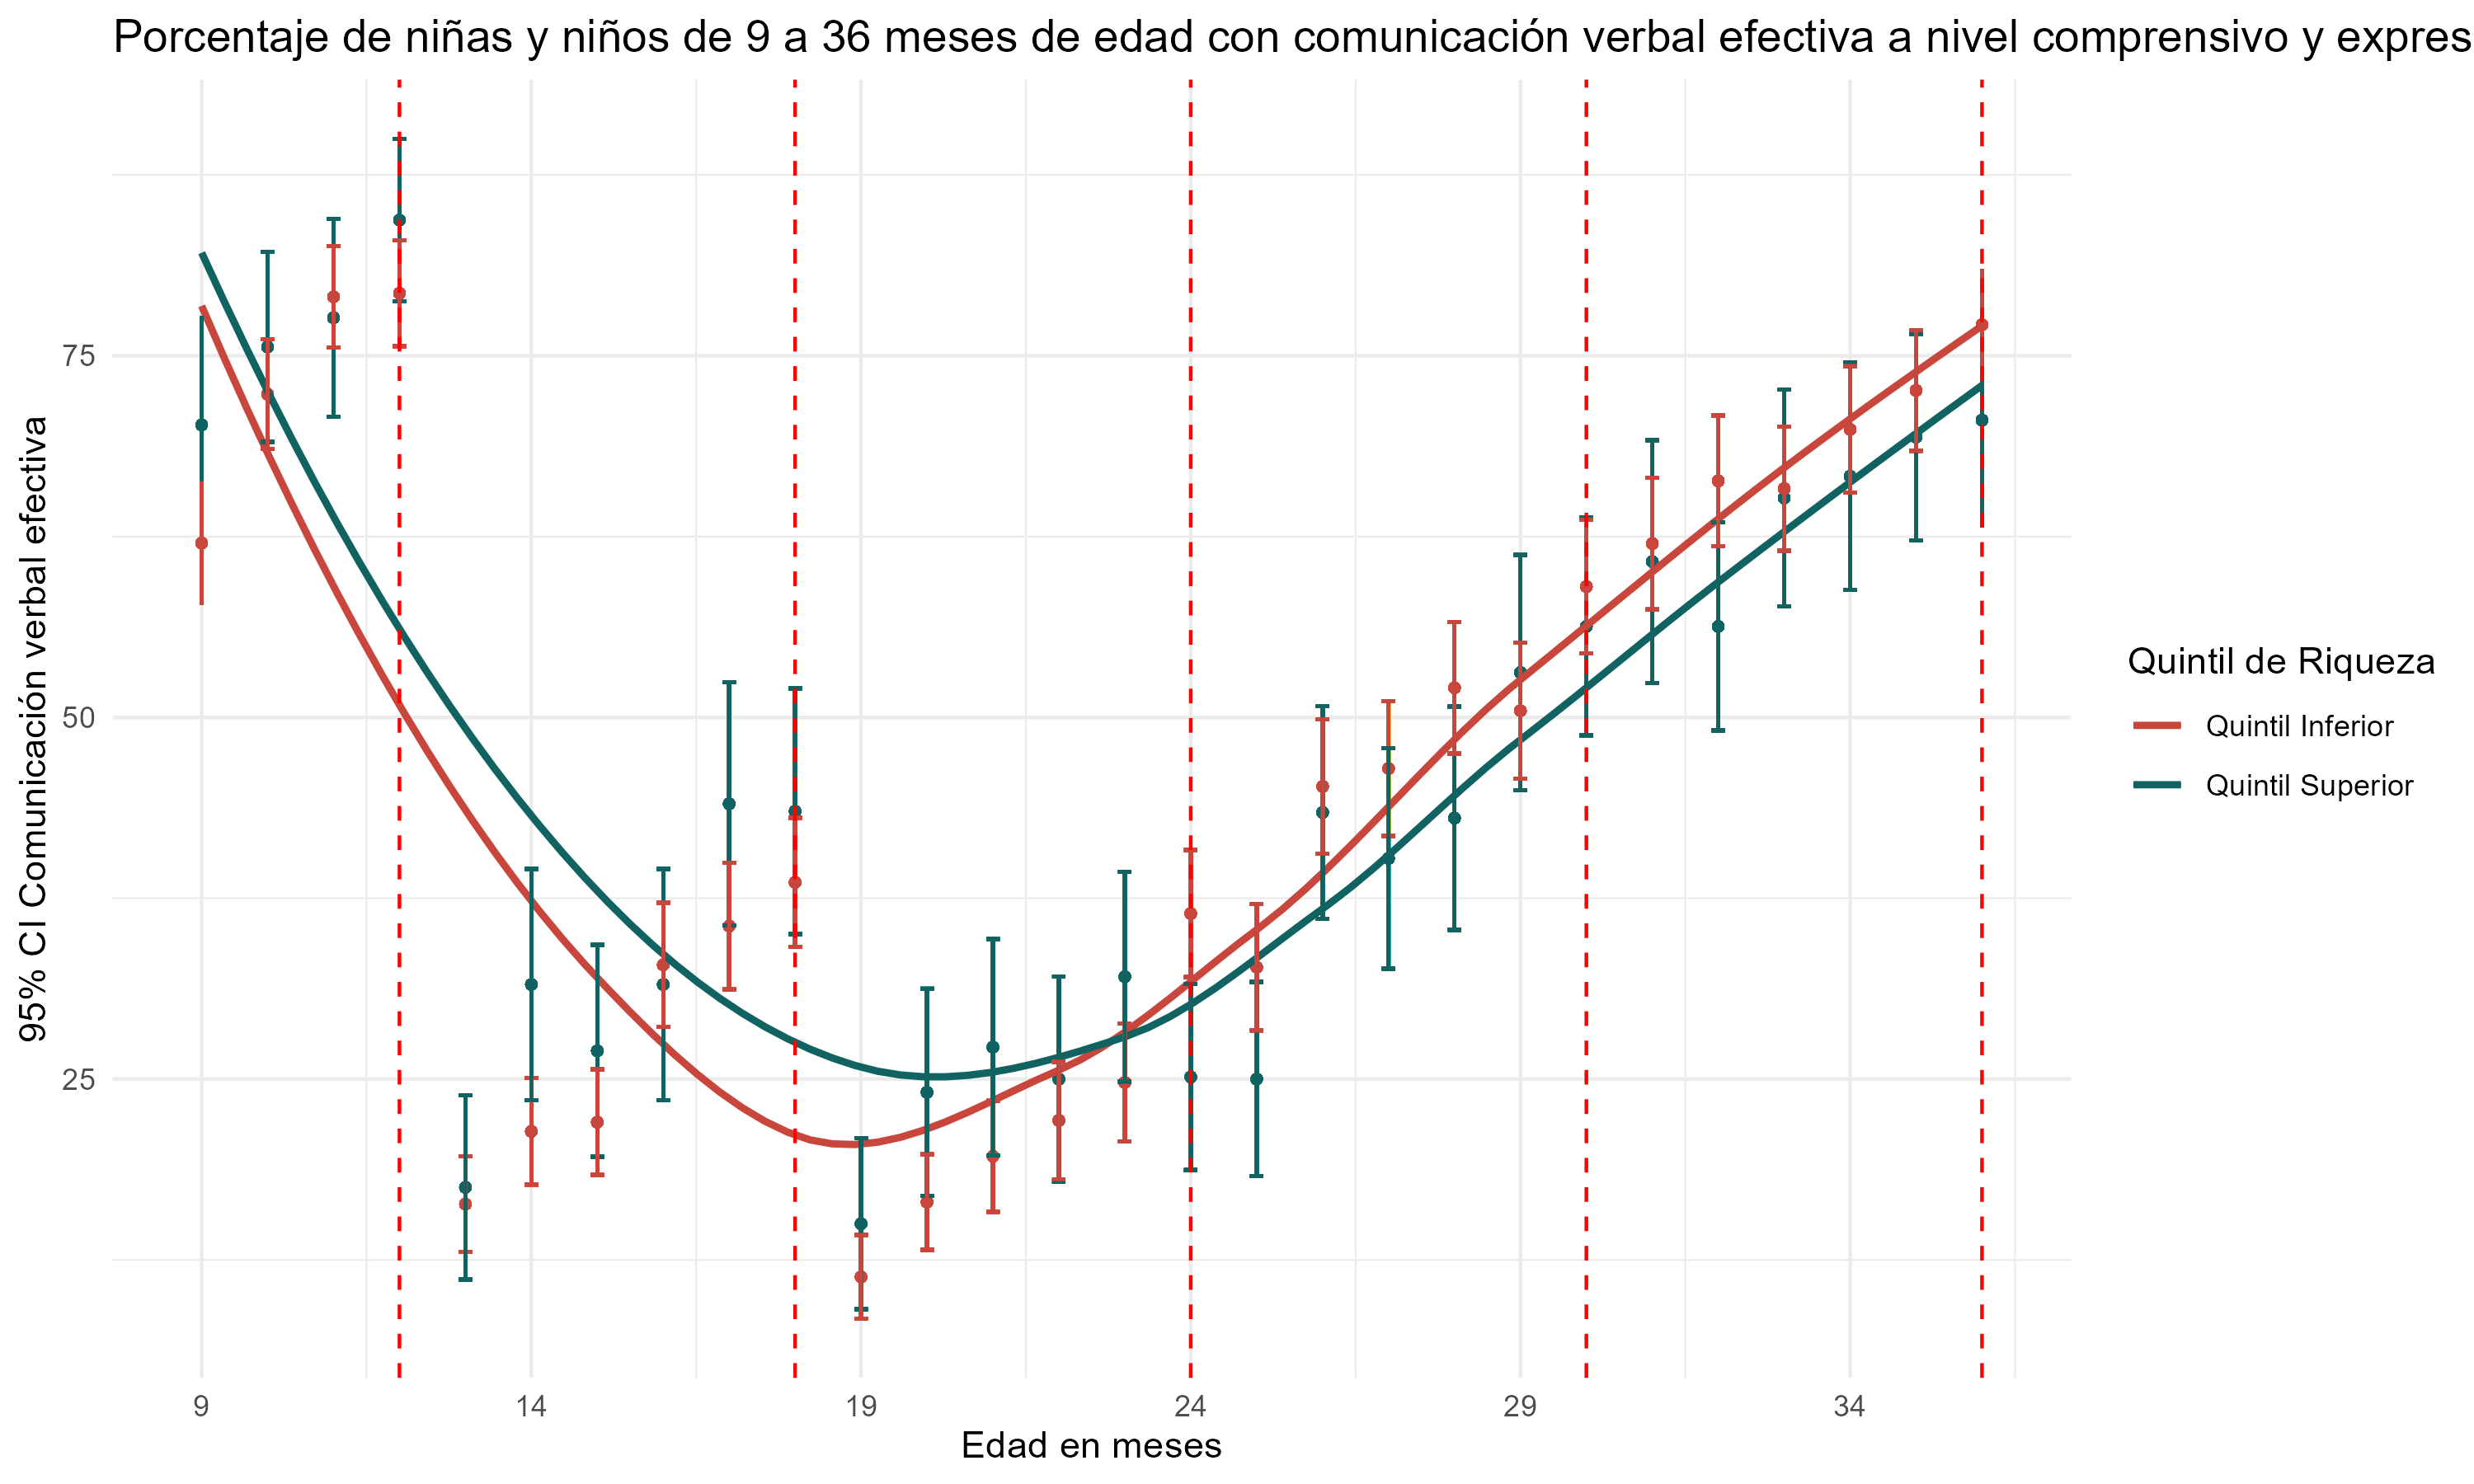 Porcentaje de niñas y niños de 9 a 36 meses de edad con comunicación verbal efectiva a nivel comprensivo y expres
95% CI Comunicación verbal efectiva
75
50
25
9
14
19
24
29
34
Edad en meses
Quintil de Riqueza
Quintil Inferior
Quintil Superior